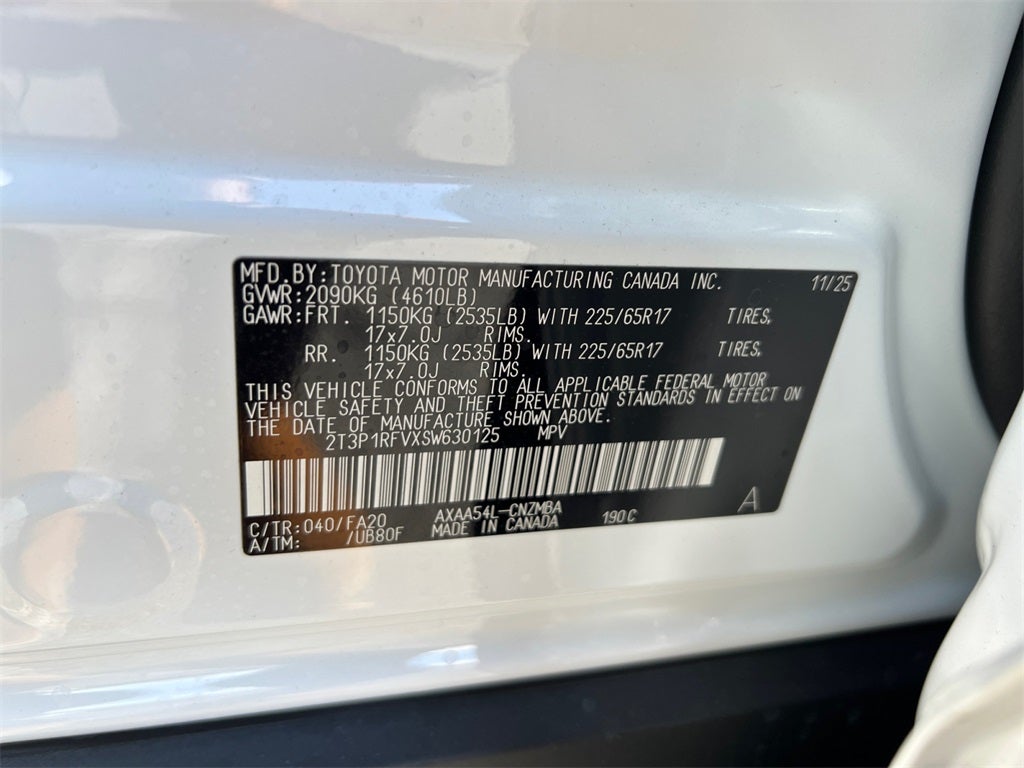 MFD.BY:TOYOTA MOTOR MANUFACTURING CANADA INC. 11/25
GVWR:2090KG (4610LB)
GAWR:FRT. 1150KG (2535LB) WITH 225/65R17 TIRES,
17x7.0J RIMS.
RR. 1150KG (2535LB) WITH 225/65R17 TIRES,
17x7.0J RIMS.
THIS VEHICLE CONFORMS TO ALL APPLICABLE FEDERAL MOTOR
VEHICLE SAFETY AND THEFT PREVENTION STANDARDS IN EFFECT ON
THE DATE OF MANUFACTURE SHOWN ABOVE.
2T3P1RFVXSW630125 MPV
C/TR:040/FA20 AXAA54L-CNZMBA 190C A
A/TM: /UB80F MADE IN CANADA